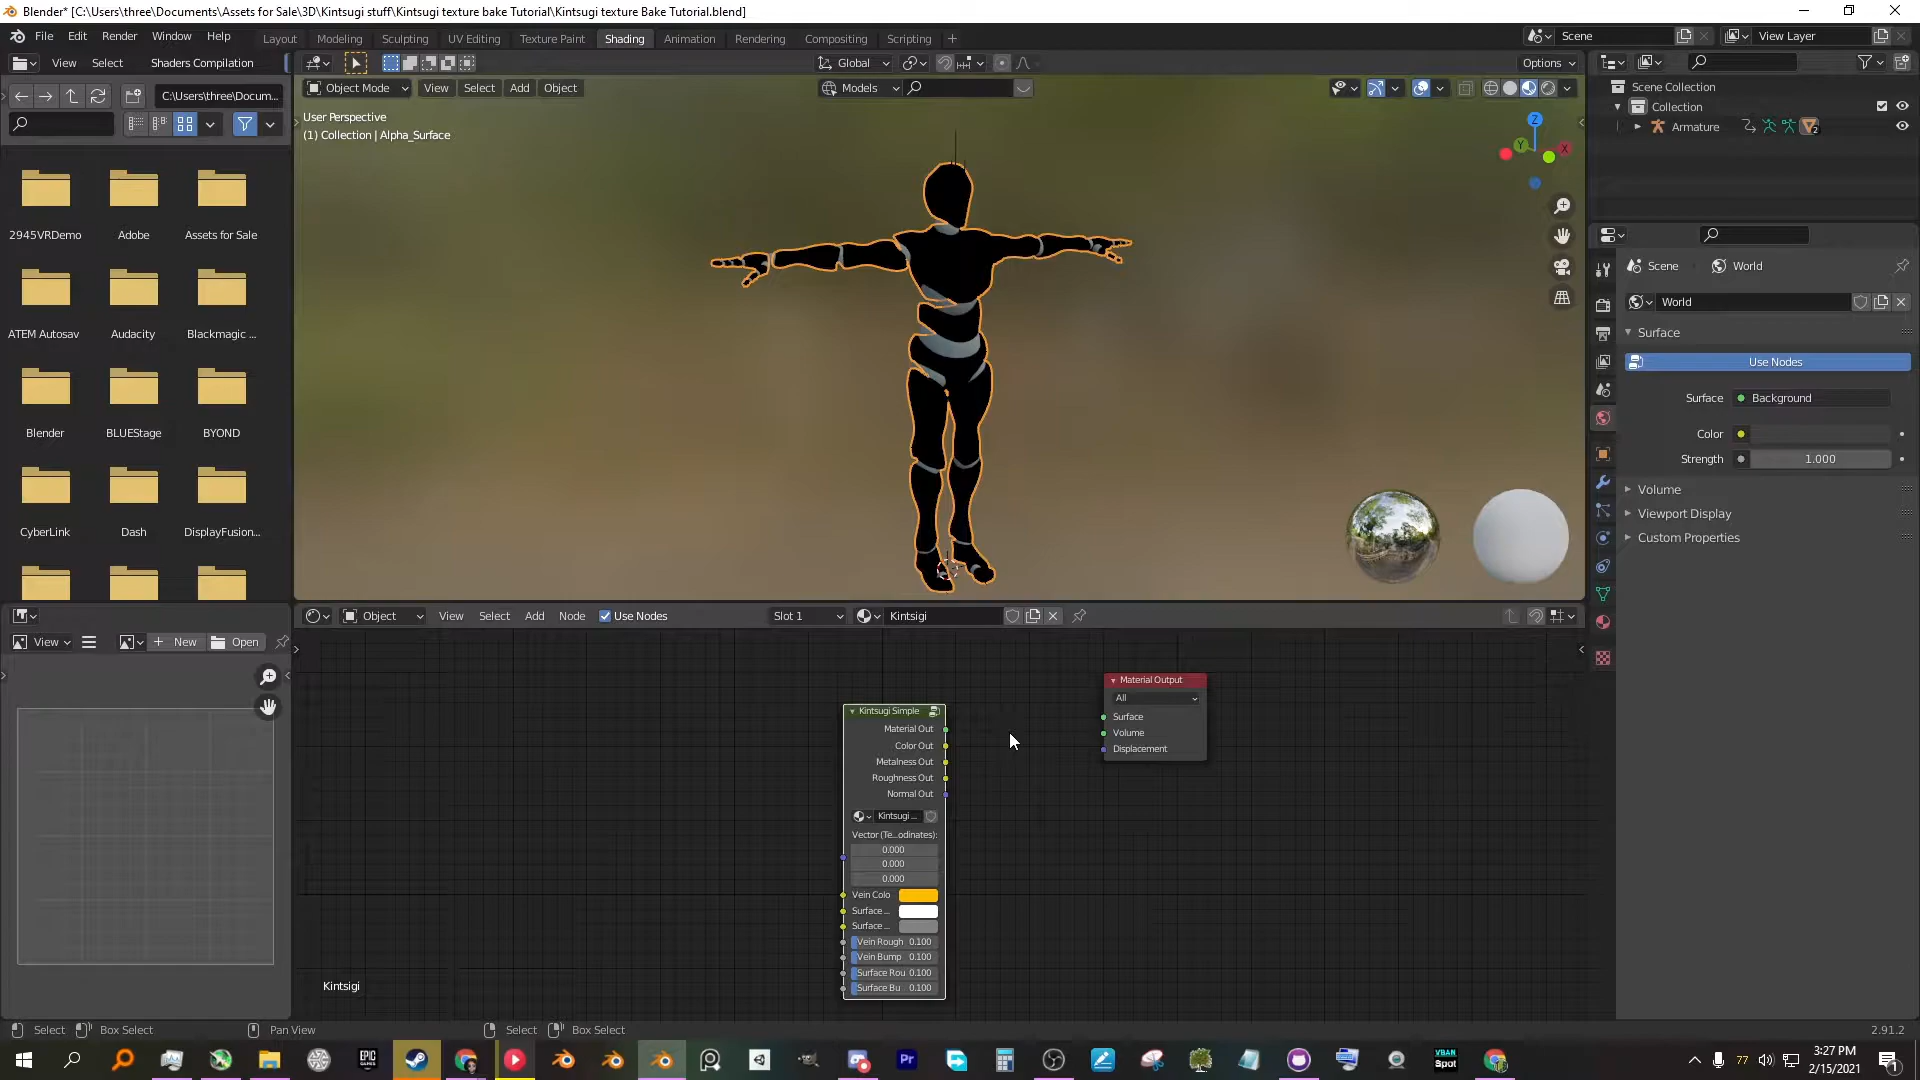 Blender* [C:\Users\three\Documents\Assets for Sale\3D\Kintsugi stuff\Kintsugi texture bake Tutorial\Kintsugi texture Bake Tutorial.blend]
File Edit Render Window Help
Layout Modeling Sculpting UV Editing Texture Paint Shading Animation Rendering Compositing Scripting +
Scene
View Layer
View Select Shaders Compilation
Global
Options
C:\Users\three\Docum...
Object Mode View Select Add Object
Models
User Perspective
(1) Collection | Alpha_Surface
Z
Y
X
Scene Collection
Collection
Armature
2
2945VRDemo Adobe Assets for Sale
ATEM Autosav Audacity Blackmagic ...
Blender BLUEStage BYOND
CyberLink Dash DisplayFusion...
Scene World
World
Surface
Use Nodes
Surface Background
Color
Strength 1.000
Volume
Viewport Display
Custom Properties
View + New Open
Object View Select Add Node Use Nodes Slot 1 Kintsigi
Material Output
All
Surface
Volume
Displacement
Kintsugi Simple
Material Out
Color Out
Metalness Out
Roughness Out
Normal Out
Kintsugi ...
Vector (Te...odinates):
0.000
0.000
0.000
Vein Colo
Surface ...
Surface ...
Vein Rough 0.100
Vein Bump 0.100
Surface Rou 0.100
Surface Bu 0.100
Kintsigi
Select Box Select Pan View Select Box Select 2.91.2
EPIC GAMES
Pr
VBAN Spot
77
3:27 PM
2/15/2021
1